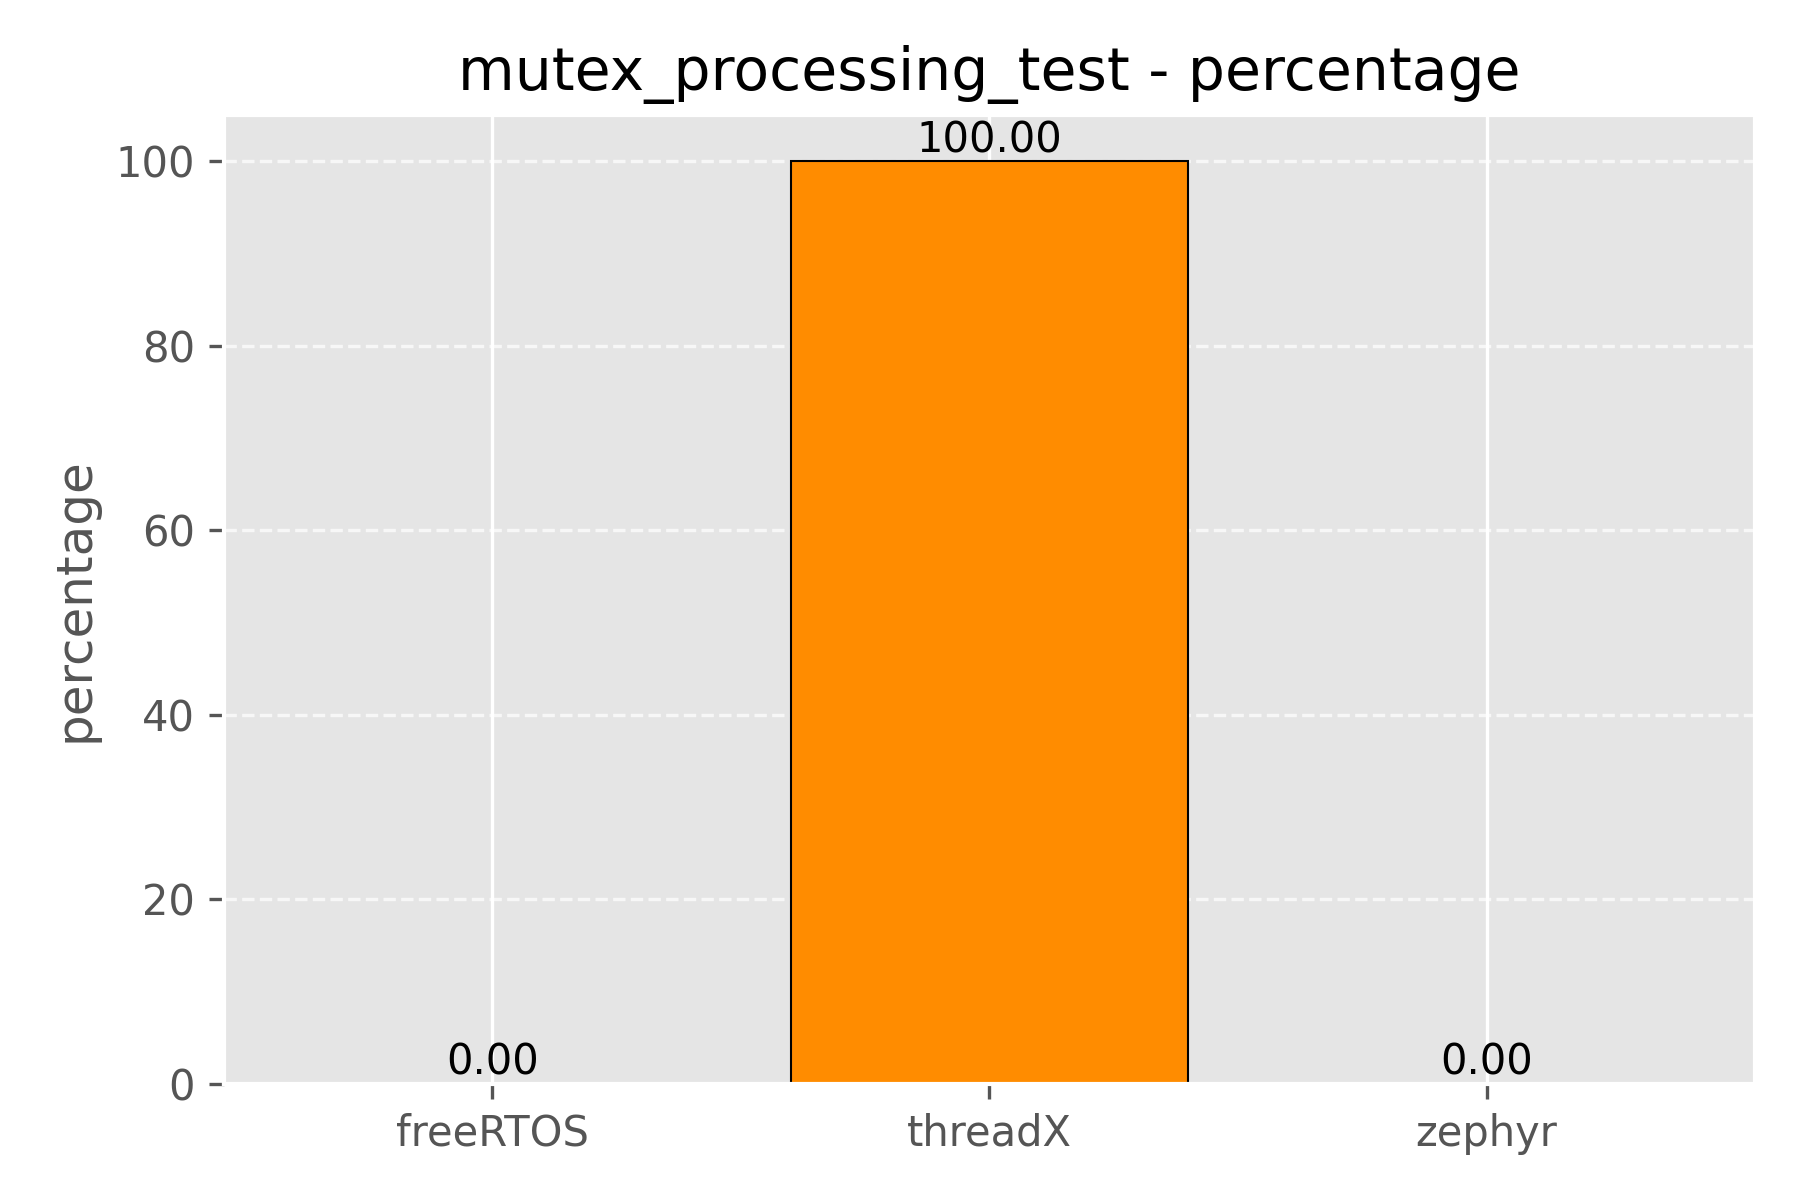 mutex_processing_test - percentage
100.00
100
80
60
40
20
0
percentage
0.00
0.00
freeRTOS
threadX
zephyr